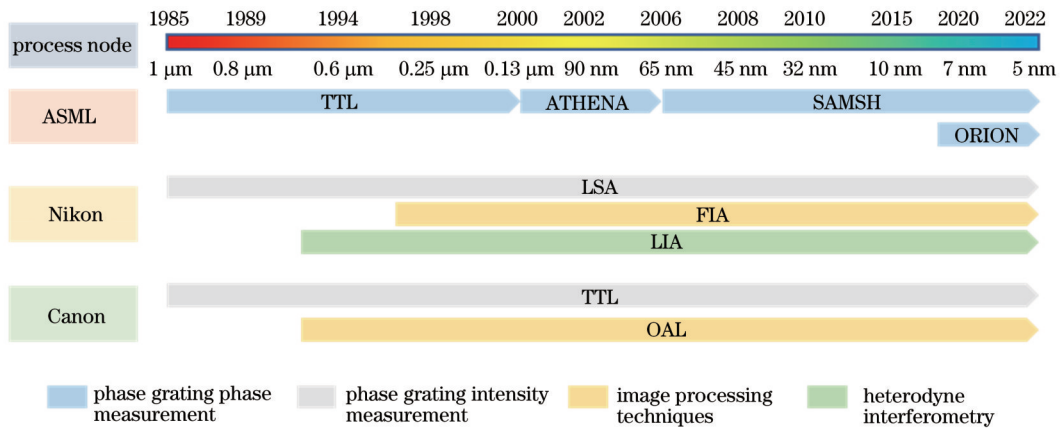 1985 1989 1994 1998 2000 2002 2006 2008 2010 2015 2020 2022
process node
1 μm 0.8 μm 0.6 μm 0.25 μm 0.13 μm 90 nm 65 nm 45 nm 32 nm 10 nm 7 nm 5 nm
ASML
TTL ATHENA SAMSH
ORION
Nikon
LSA
FIA
LIA
Canon
TTL
OAL
phase grating phase
measurement
phase grating intensity
measurement
image processing
techniques
heterodyne
interferometry